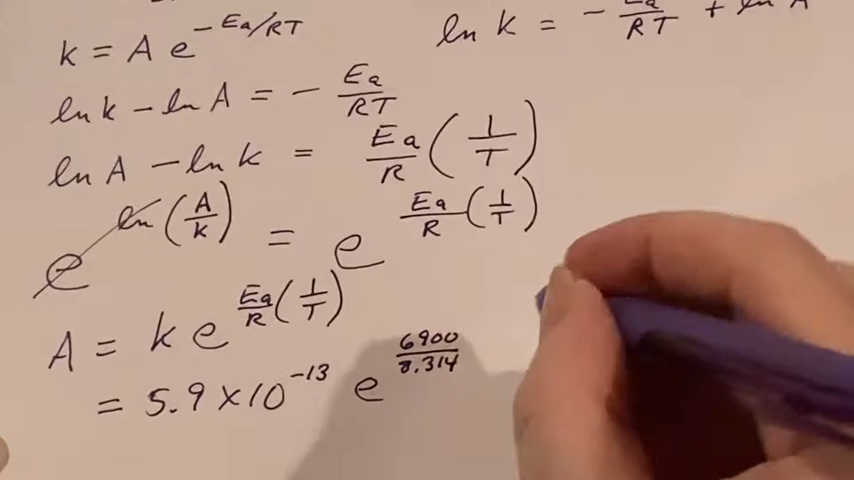 k = A e^{-Ea/RT}
ln k = - Ea/RT + ln A
ln k - ln A = - Ea/RT
ln A - ln k = Ea/R (1/T)
e^{ln (A/k)} = e^{Ea/R (1/T)}
A = k e^{Ea/R (1/T)}
= 5.9 × 10^{-13} e^{6900/8.314}